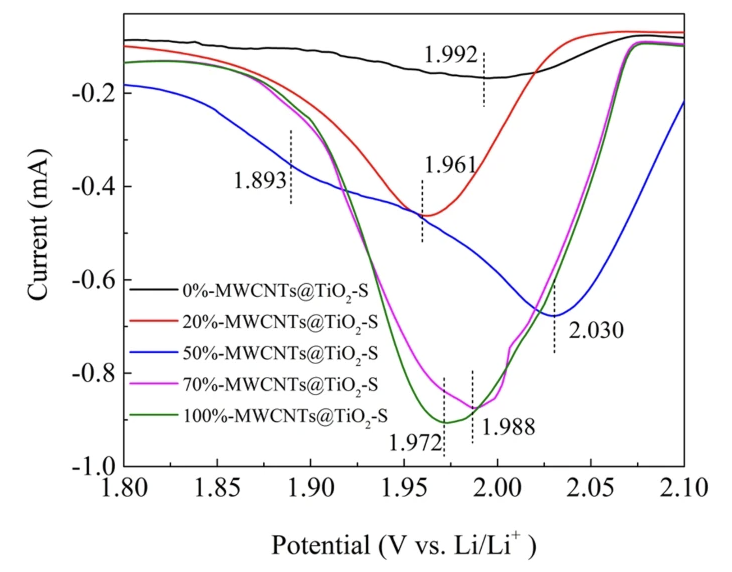 1.992
-0.2
1.961
1.893
-0.4
Current (mA)
-0.6
0%-MWCNTs@TiO₂-S
20%-MWCNTs@TiO₂-S
2.030
50%-MWCNTs@TiO₂-S
70%-MWCNTs@TiO₂-S
-0.8
100%-MWCNTs@TiO₂-S
1.988
1.972
-1.0
1.80 1.85 1.90 1.95 2.00 2.05 2.10
Potential (V vs. Li/Li⁺ )